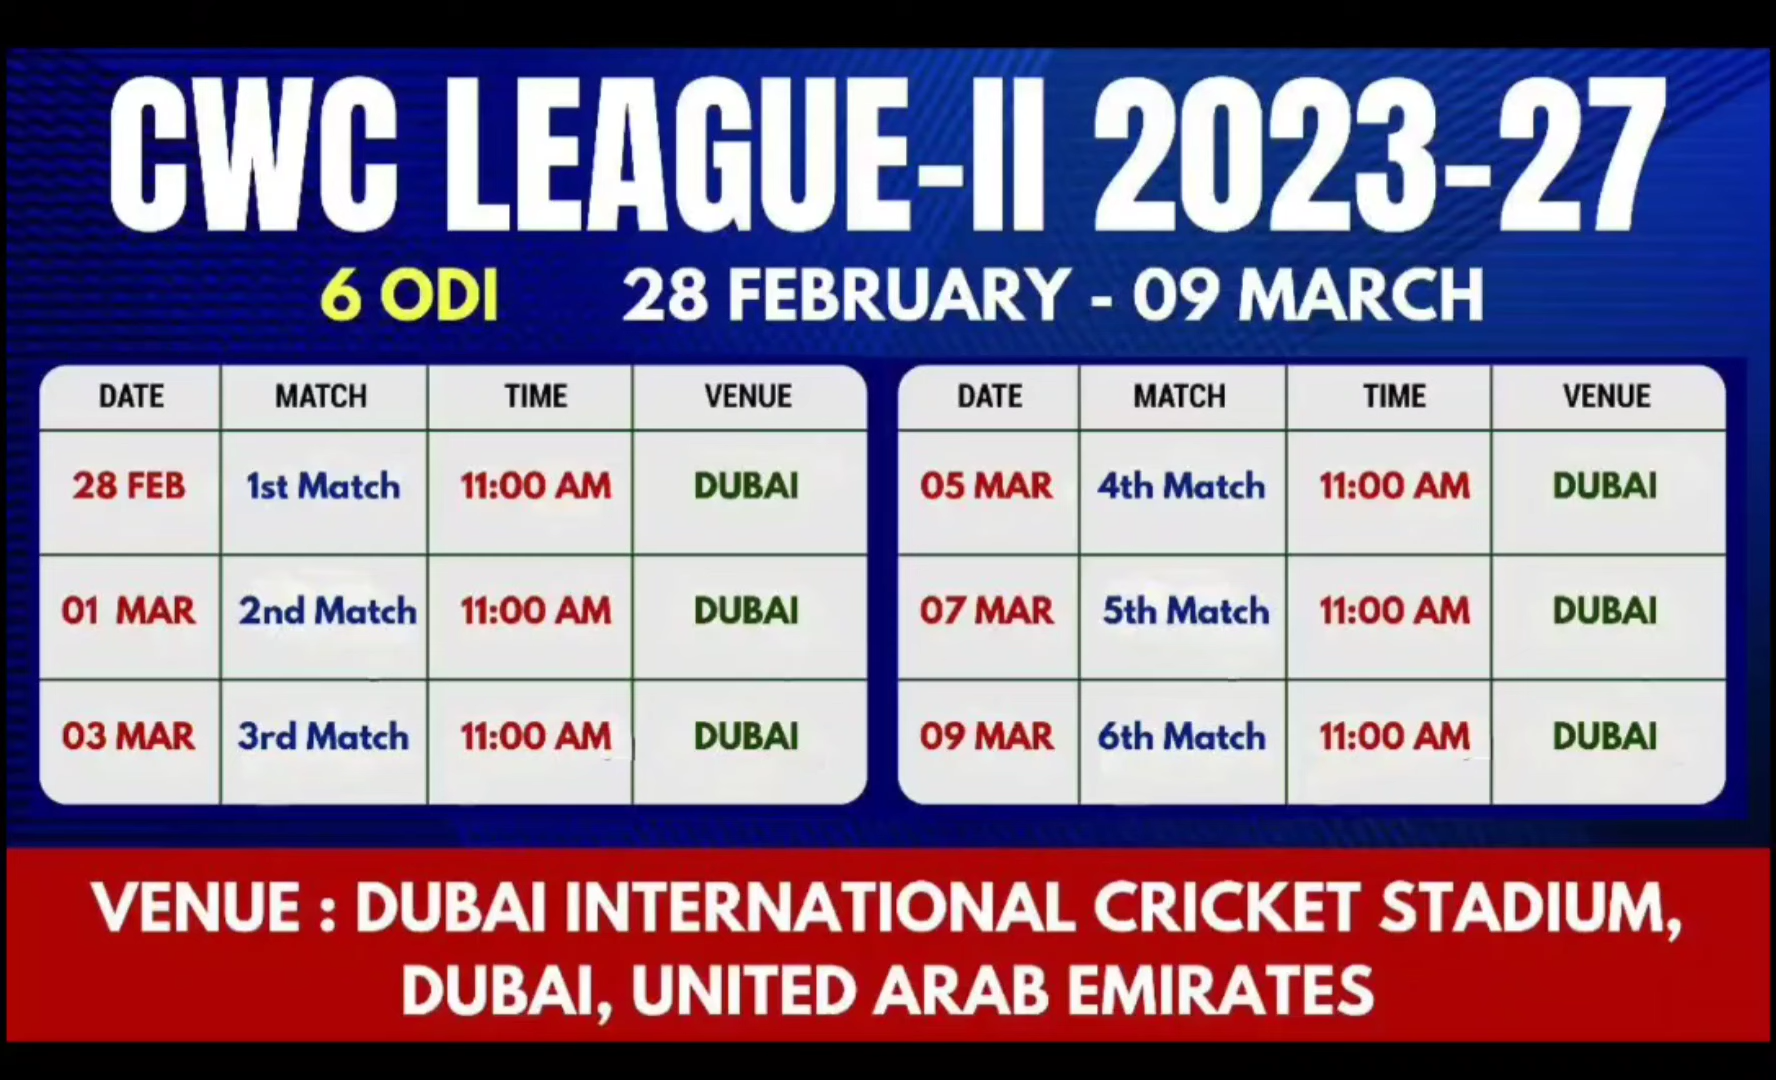 CWC LEAGUE-II 2023-27
6 ODI 28 FEBRUARY - 09 MARCH
DATE MATCH TIME VENUE
28 FEB 1st Match 11:00 AM DUBAI
01 MAR 2nd Match 11:00 AM DUBAI
03 MAR 3rd Match 11:00 AM DUBAI
DATE MATCH TIME VENUE
05 MAR 4th Match 11:00 AM DUBAI
07 MAR 5th Match 11:00 AM DUBAI
09 MAR 6th Match 11:00 AM DUBAI
VENUE : DUBAI INTERNATIONAL CRICKET STADIUM,
DUBAI, UNITED ARAB EMIRATES